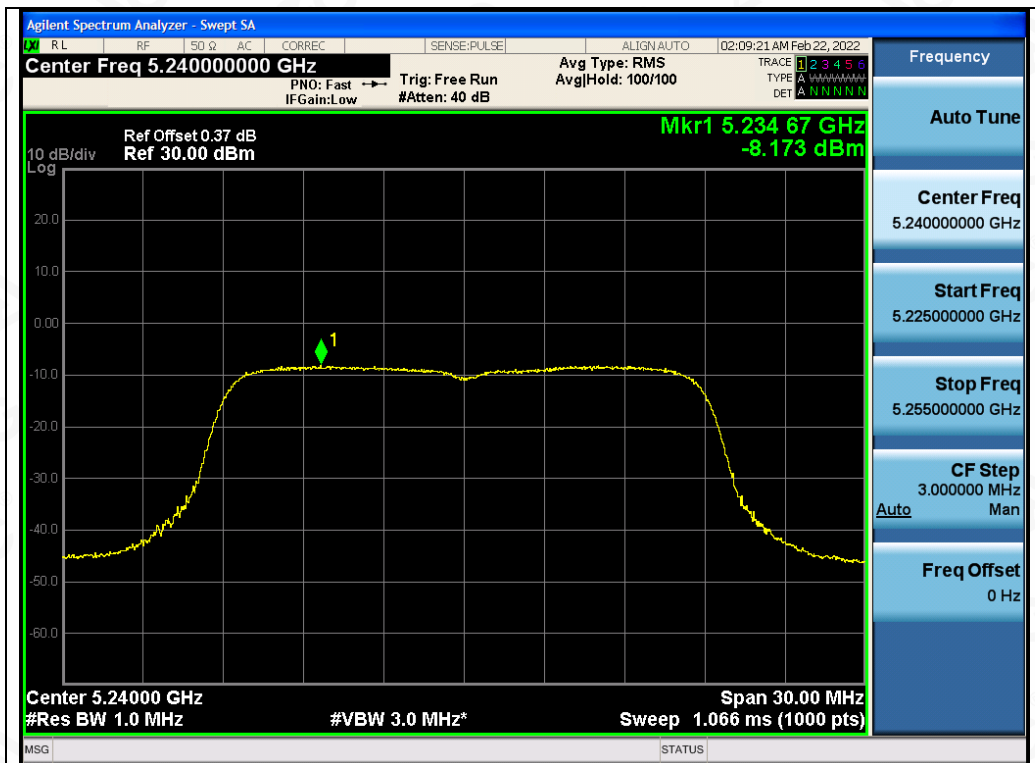 Agilent Spectrum Analyzer - Swept SA
LXI RL RF 50 Ω AC CORREC SENSE:PULSE ALIGN AUTO 02:09:21 AM Feb 22, 2022
Center Freq 5.240000000 GHz
PNO: Fast
IFGain:Low
Trig: Free Run
#Atten: 40 dB
Avg Type: RMS
Avg|Hold: 100/100
TRACE 1 2 3 4 5 6
TYPE A WWWWW
DET A N N N N N
Ref Offset 0.37 dB
Ref 30.00 dBm
10 dB/div
Log
Mkr1 5.234 67 GHz
-8.173 dBm
20.0
10.0
0.00
-10.0
-20.0
-30.0
-40.0
-50.0
-60.0
1
Center 5.24000 GHz
#Res BW 1.0 MHz
#VBW 3.0 MHz*
Span 30.00 MHz
Sweep 1.066 ms (1000 pts)
MSG
STATUS
Frequency
Auto Tune
Center Freq
5.240000000 GHz
Start Freq
5.225000000 GHz
Stop Freq
5.255000000 GHz
CF Step
3.000000 MHz
Auto Man
Freq Offset
0 Hz